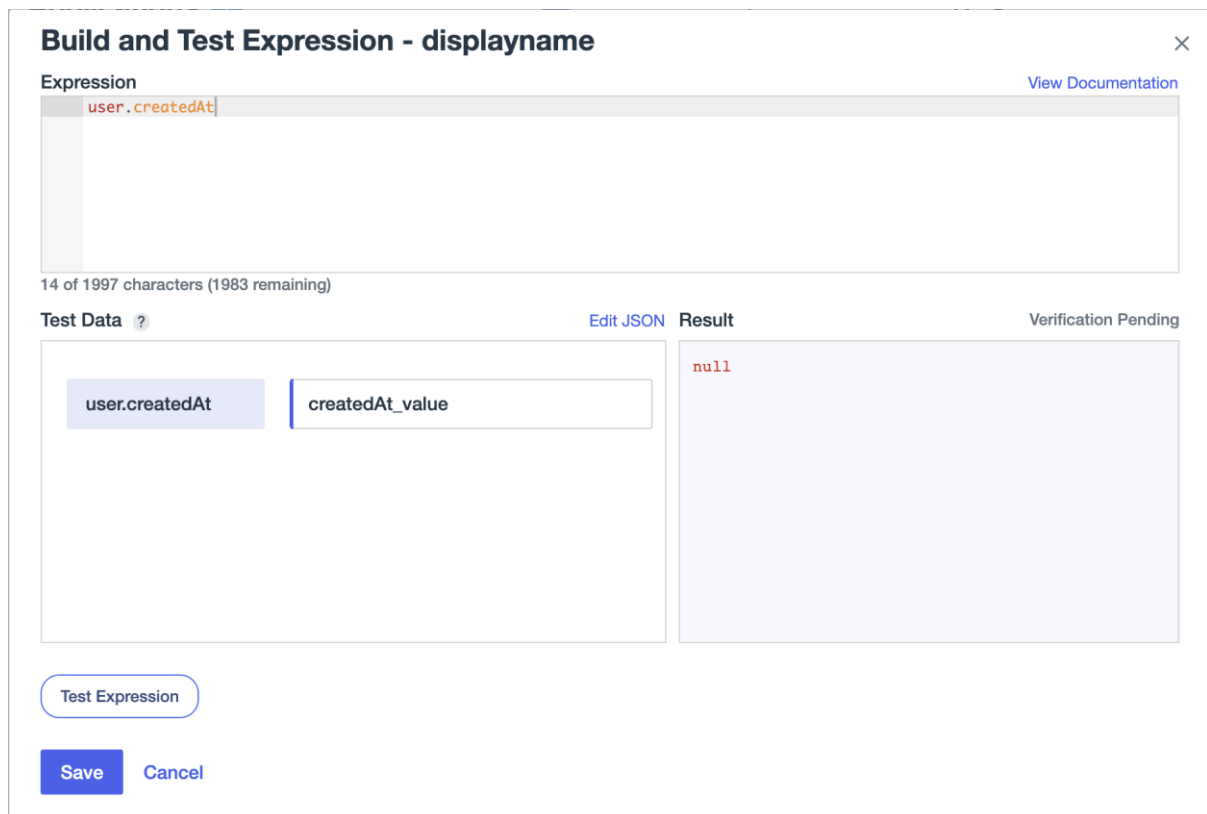 Build and Test Expression - displayname
Expression
View Documentation
user.createdAt
14 of 1997 characters (1983 remaining)
Test Data ?
Edit JSON
Result
Verification Pending
user.createdAt
createdAt_value
null
Test Expression
Save
Cancel